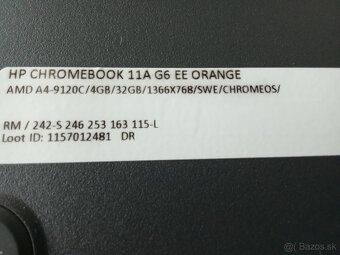 HP CHROMEBOOK 11A G6 EE ORANGE
AMD A4-9120C/4GB/32GB/1366X768/SWE/CHROMEOS/
RM / 242-S 246 253 163 115-L
Loot ID: 1157012481 DR
Bazos.sk